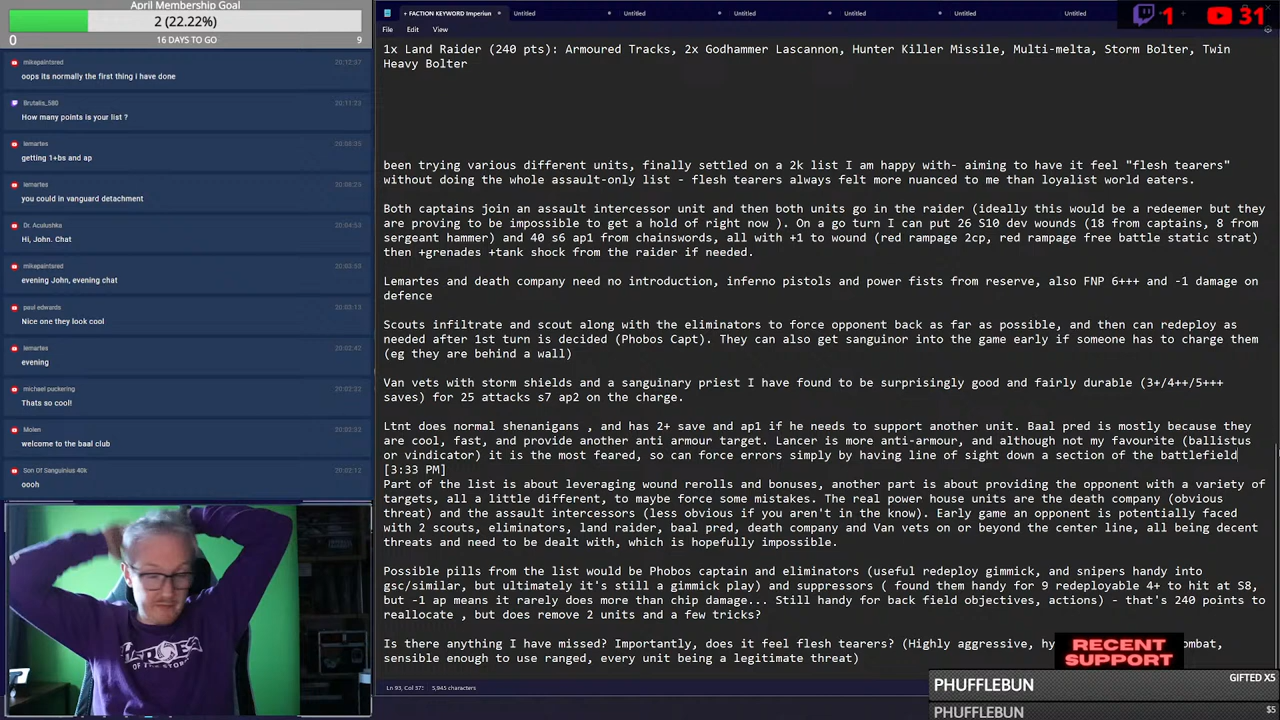 April Membership Goal
2 (22.22%)
0
16 DAYS TO GO
9
mikepaintsred
20:12:37
oops its normally the first thing i have done
Brutalis_580
20:11:23
How many points is your list ?
lemartes
getting 1+bs and ap
lemartes
you could in vanguard detachment
Dr. Aculushka
20:04:53
Hi, John. Chat
mikepaintsred
evening John, evening chat
paul edwards
Nice one they look cool
lemartes
20:02:42
evening
michael puckering
Thats so cool!
Molen
welcome to the baal club
Son Of Sanguinius 40k
20:02:12
oooh
+ FACTION KEYWORD Imperiun
Untitled
Untitled
Untitled
Untitled
Untitled
Untitled
1
31
File
Edit
View
1x Land Raider (240 pts): Armoured Tracks, 2x Godhammer Lascannon, Hunter Killer Missile, Multi-melta, Storm Bolter, Twin
Heavy Bolter
been trying various different units, finally settled on a 2k list I am happy with- aiming to have it feel "flesh tearers"
without doing the whole assault-only list - flesh tearers always felt more nuanced to me than loyalist world eaters.
Both captains join an assault intercessor unit and then both units go in the raider (ideally this would be a redeemer but they
are proving to be impossible to get a hold of right now). On a go turn I can put 26 S10 dev wounds (18 from captains, 8 from
sergeant hammer) and 40 s6 ap1 from chainswords, all with +1 to wound (red rampage 2cp, red rampage free battle static strat)
then +grenades +tank shock from the raider if needed.
Lemartes and death company need no introduction, inferno pistols and power fists from reserve, also FNP 6+++ and -1 damage on
defence
Scouts infiltrate and scout along with the eliminators to force opponent back as far as possible, and then can redeploy as
needed after 1st turn is decided (Phobos Capt). They can also get sanguinor into the game early if someone has to charge them
(eg they are behind a wall)
Van vets with storm shields and a sanguinary priest I have found to be surprisingly good and really durable (3+/4+++/5+++
saves) for 25 attacks s7 ap2 on the charge.
Ltnt does normal shenanigans , and has 2+ save and ap1 if he needs to support another unit. Baal pred is mostly because they
are cool, fast, and provide another anti armour target. Lancer is more anti-armour, and although not my favourite (ballistus
or vindicator) it is the most feared, so can force errors simply by having line of sight down a section of the battlefield
[3:33 PM]
Part of the list is about leveraging wound rerolls and bonuses, another part is about providing the opponent with a variety of
targets, all a little different, to maybe force some mistakes. The real power house units are the death company (obvious
threat) and the assault intercessors (less obvious if you aren't in the know). Early game an opponent is potentially faced
with 2 scouts, eliminators, land raider, baal pred, death company and Van vets on or beyond the center line, all being decent
threats and need to be dealt with, which is hopefully impossible.
Possible pills from the list would be Phobos captain and eliminators (useful redeploy gimmick, and snipers handy into
gsc/similar, but ultimately it's still a gimmick play) and suppressors ( found them handy for 9 redeployable 4+ to hit at S8,
but -1 ap means it rarely does more than chip damage... Still handy for back field objectives, actions) - that's 240 points to
reallocate , but does remove 2 units and a few tricks?
Is there anything I have missed? Importantly, does it feel flesh tearers? (Highly aggressive, hy
sensible enough to use ranged, every unit being a legitimate threat)
Ln 93, Col 37
5,945 characters
RECENT
SUPPORT
PHUFFLEBUN
GIFTED X5
PHUFFLEBUN
$5
HEROES
OF THE STORM